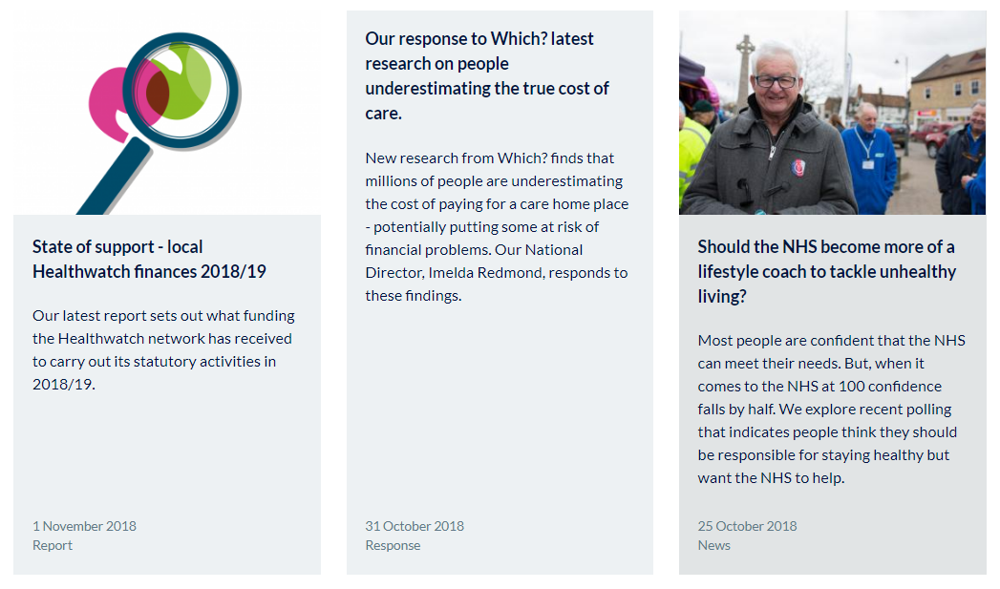 State of support - local
Healthwatch finances 2018/19
Our latest report sets out what funding
the Healthwatch network has received
to carry out its statutory activities in
2018/19.
1 November 2018
Report
Our response to Which? latest
research on people
underestimating the true cost of
care.
New research from Which? finds that
millions of people are underestimating
the cost of paying for a care home place
- potentially putting some at risk of
financial problems. Our National
Director, Imelda Redmond, responds to
these findings.
31 October 2018
Response
Should the NHS become more of a
lifestyle coach to tackle unhealthy
living?
Most people are confident that the NHS
can meet their needs. But, when it
comes to the NHS at 100 confidence
falls by half. We explore recent polling
that indicates people think they should
be responsible for staying healthy but
want the NHS to help.
25 October 2018
News